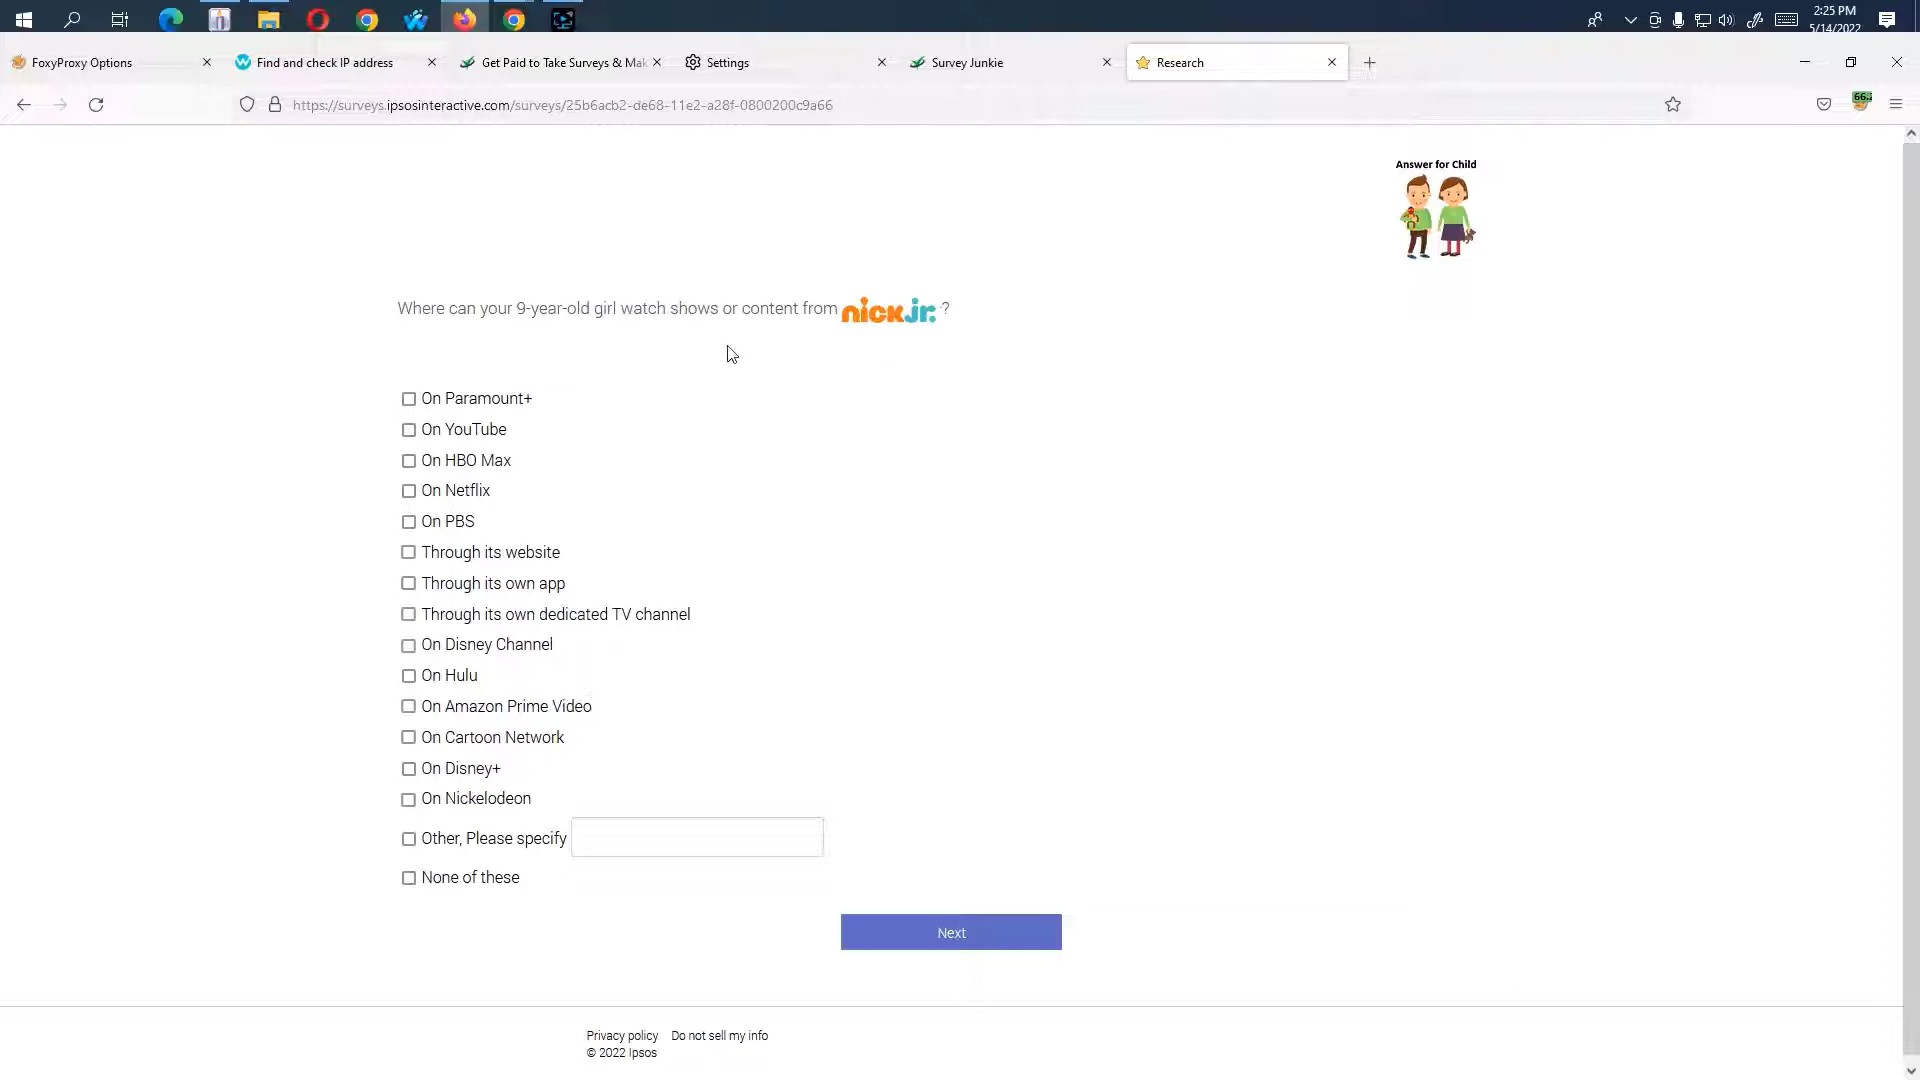 2:25 PM
5/14/2022
FoxyProxy Options
Find and check IP address
Get Paid to Take Surveys & Mak
Settings
Survey Junkie
Research
https://surveys.ipsosinteractive.com/surveys/25b6acb2-de68-11e2-a28f-0800200c9a66
Answer for Child
Where can your 9-year-old girl watch shows or content from nick jr. ?
On Paramount+
On YouTube
On HBO Max
On Netflix
On PBS
Through its website
Through its own app
Through its own dedicated TV channel
On Disney Channel
On Hulu
On Amazon Prime Video
On Cartoon Network
On Disney+
On Nickelodeon
Other, Please specify
None of these
Next
Privacy policy Do not sell my info
© 2022 Ipsos